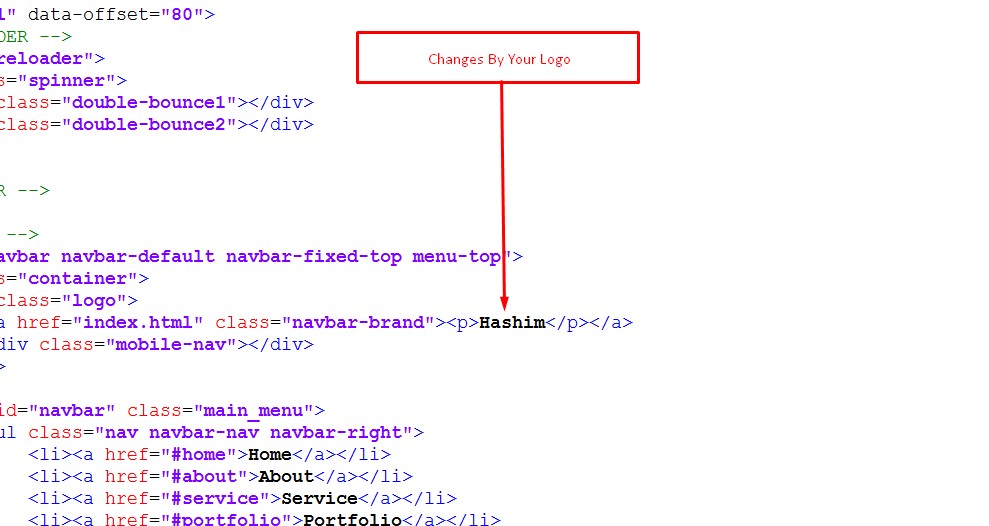 l" data-offset="80">
DER -->
reloader">
s="spinner">
class="double-bounce1"></div>
class="double-bounce2"></div>
R -->
-->
avbar navbar-default navbar-fixed-top menu-top">
s="container">
class="logo">
a href="index.html" class="navbar-brand"><p>Hashim</p></a>
div class="mobile-nav"></div>
>
id="navbar" class="main_menu">
ul class="nav navbar-nav navbar-right">
<li><a href="#home">Home</a></li>
<li><a href="#about">About</a></li>
<li><a href="#service">Service</a></li>
<li><a href="#portfolio">Portfolio</a></li>
Changes By Your Logo